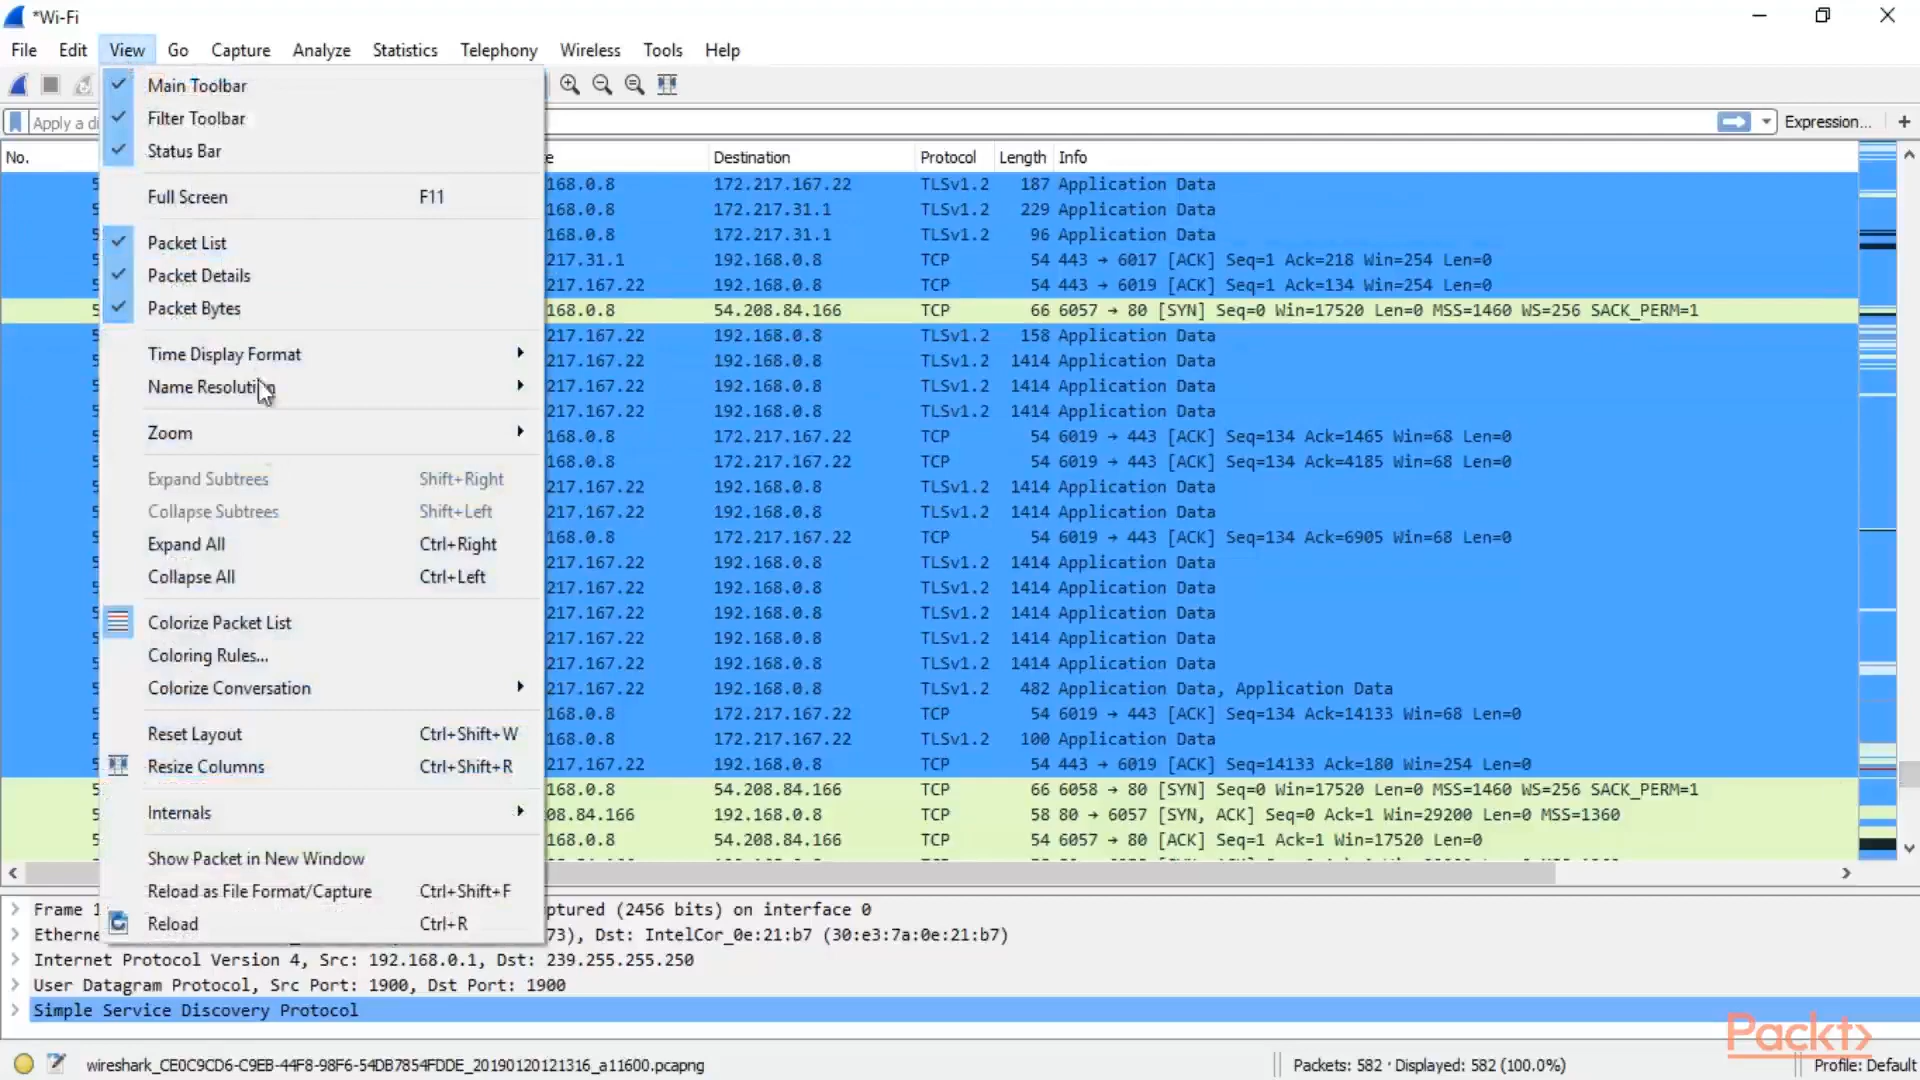 *Wi-Fi
File Edit View Go Capture Analyze Statistics Telephony Wireless Tools Help
Main Toolbar
Apply a di Filter Toolbar Expression... +
Status Bar
No. e Destination Protocol Length Info
5 168.0.8 172.217.167.22 TLSv1.2 187 Application Data
5 Full Screen F11 168.0.8 172.217.31.1 TLSv1.2 229 Application Data
5 Packet List 168.0.8 172.217.31.1 TLSv1.2 96 Application Data
5 217.31.1 192.168.0.8 TCP 54 443 → 6017 [ACK] Seq=1 Ack=218 Win=254 Len=0
5 Packet Details 217.167.22 192.168.0.8 TCP 54 443 → 6019 [ACK] Seq=1 Ack=134 Win=254 Len=0
5 Packet Bytes 168.0.8 54.208.84.166 TCP 66 6057 → 80 [SYN] Seq=0 Win=17520 Len=0 MSS=1460 WS=256 SACK_PERM=1
5 217.167.22 192.168.0.8 TLSv1.2 158 Application Data
5 Time Display Format 217.167.22 192.168.0.8 TLSv1.2 1414 Application Data
5 Name Resolution 217.167.22 192.168.0.8 TLSv1.2 1414 Application Data
5 217.167.22 192.168.0.8 TLSv1.2 1414 Application Data
5 Zoom 168.0.8 172.217.167.22 TCP 54 6019 → 443 [ACK] Seq=134 Ack=1465 Win=68 Len=0
5 168.0.8 172.217.167.22 TCP 54 6019 → 443 [ACK] Seq=134 Ack=4185 Win=68 Len=0
5 Expand Subtrees Shift+Right 217.167.22 192.168.0.8 TLSv1.2 1414 Application Data
5 Collapse Subtrees Shift+Left 217.167.22 192.168.0.8 TLSv1.2 1414 Application Data
5 Expand All Ctrl+Right 168.0.8 172.217.167.22 TCP 54 6019 → 443 [ACK] Seq=134 Ack=6905 Win=68 Len=0
5 Collapse All Ctrl+Left 217.167.22 192.168.0.8 TLSv1.2 1414 Application Data
5 217.167.22 192.168.0.8 TLSv1.2 1414 Application Data
5 Colorize Packet List 217.167.22 192.168.0.8 TLSv1.2 1414 Application Data
5 217.167.22 192.168.0.8 TLSv1.2 1414 Application Data
5 Coloring Rules... 217.167.22 192.168.0.8 TLSv1.2 1414 Application Data
5 Colorize Conversation 217.167.22 192.168.0.8 TLSv1.2 482 Application Data, Application Data
5 168.0.8 172.217.167.22 TCP 54 6019 → 443 [ACK] Seq=134 Ack=14133 Win=68 Len=0
5 Reset Layout Ctrl+Shift+W 168.0.8 172.217.167.22 TLSv1.2 100 Application Data
5 Resize Columns Ctrl+Shift+R 217.167.22 192.168.0.8 TCP 54 443 → 6019 [ACK] Seq=14133 Ack=180 Win=254 Len=0
5 168.0.8 54.208.84.166 TCP 66 6058 → 80 [SYN] Seq=0 Win=17520 Len=0 MSS=1460 WS=256 SACK_PERM=1
5 Internals 08.84.166 192.168.0.8 TCP 58 80 → 6057 [SYN, ACK] Seq=0 Ack=1 Win=29200 Len=0 MSS=1360
5 168.0.8 54.208.84.166 TCP 54 6057 → 80 [ACK] Seq=1 Ack=1 Win=17520 Len=0
Show Packet in New Window
Reload as File Format/Capture Ctrl+Shift+F
Reload Ctrl+R
Frame 1 ptured (2456 bits) on interface 0
Etherne 73), Dst: IntelCor_0e:21:b7 (30:e3:7a:0e:21:b7)
Internet Protocol Version 4, Src: 192.168.0.1, Dst: 239.255.255.250
User Datagram Protocol, Src Port: 1900, Dst Port: 1900
Simple Service Discovery Protocol
Packt>
wireshark_CE0C9CD6-C9EB-44F8-98F6-54DB7854FDDE_20190120121316_a11600.pcapng Packets: 582 · Displayed: 582 (100.0%) Profile: Default